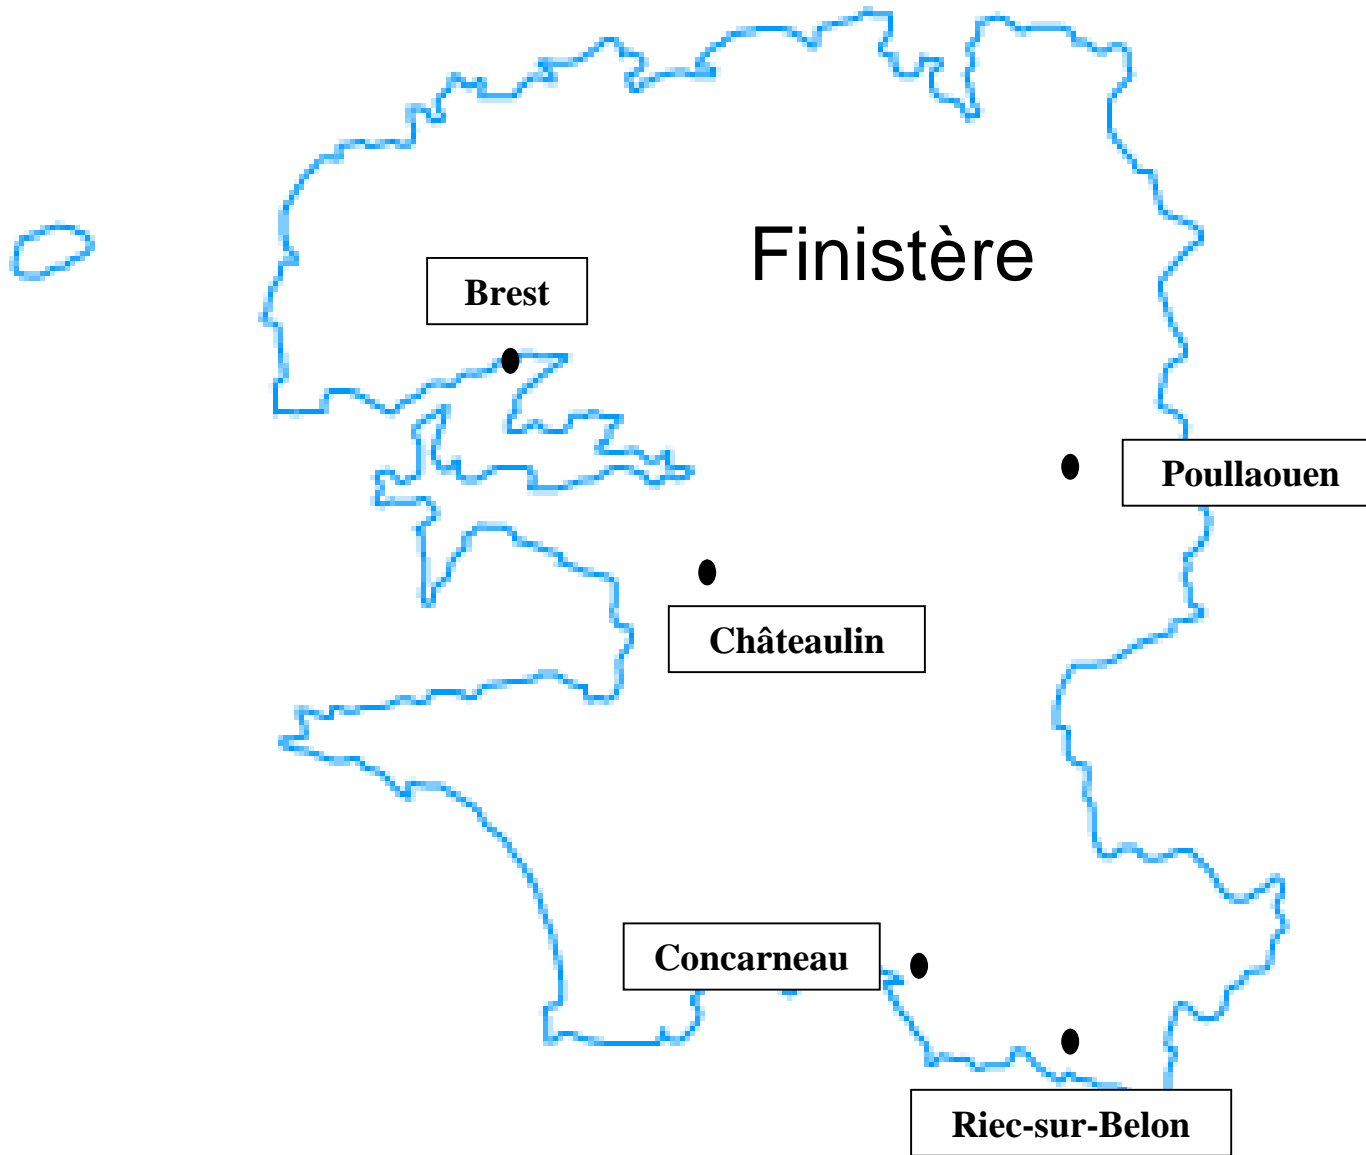 Finistère
Brest
Poullaouen
Châteaulin
Concarneau
Riec-sur-Belon